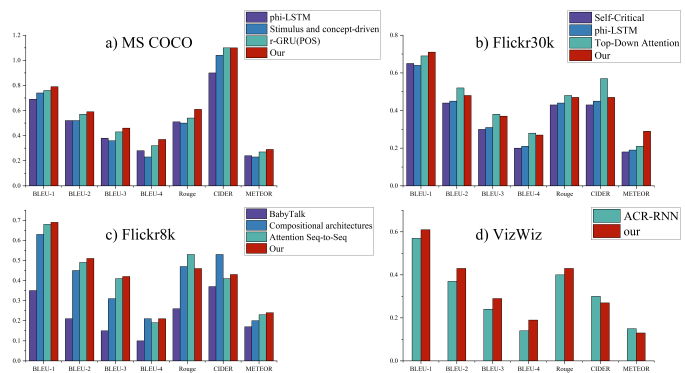 a) MS COCO
phi-LSTM
Stimulus and concept-driven
r-GRU(POS)
Our
1.2
1.0
0.8
0.6
0.4
0.2
0.0
BLEU-1 BLEU-2 BLEU-3 BLEU-4 Rouge CIDER METEOR
b) Flickr30k
Self-Critical
phi-LSTM
Top-Down Attention
Our
0.8
0.6
0.4
0.2
0.0
BLEU-1 BLEU-2 BLEU-3 BLEU-4 Rouge CIDER METEOR
c) Flickr8k
BabyTalk
Compositional architectures
Attention Seq-to-Seq
Our
0.7
0.6
0.5
0.4
0.3
0.2
0.1
0.0
BLEU-1 BLEU-2 BLEU-3 BLEU-4 Rouge CIDER METEOR
d) VizWiz
ACR-RNN
our
0.6
0.4
0.2
0.0
BLEU-1 BLEU-2 BLEU-3 BLEU-4 Rouge CIDER METEOR